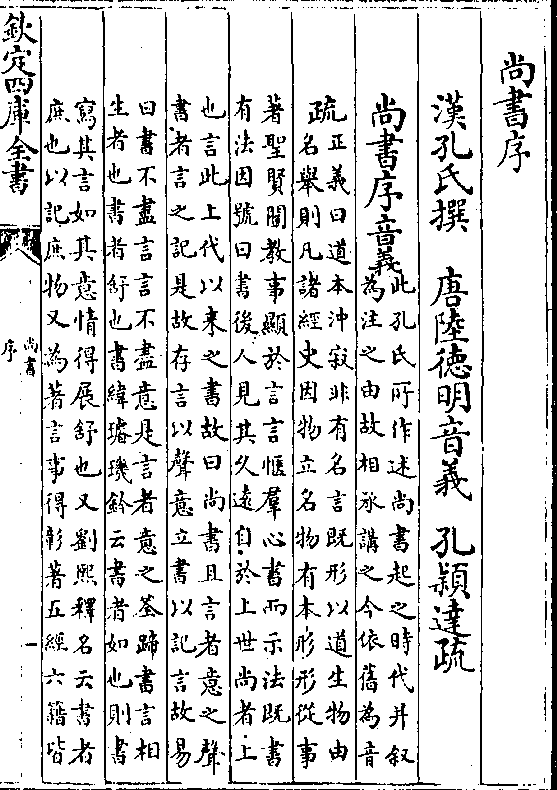 尚書序
漢孔氏撰　唐陸徳明音義　孔穎達疏
尚書序音義
此孔氏所作述尚書起之時代并叙
為注之由故相承講之今依舊為音
疏
正義曰道本沖寂非有名言既形以道生物由
名舉則凡諸經史因物立名物有本形形從事
著聖賢闡教事顯於言言愜羣心書而示法既書
有法因號曰書後人見其久遠自於上世尚者上
也言此上代以來之書故曰尚書且言者意之聲
書者言之記是故存言以聲意立書以記言故易
曰書不盡言言不盡意是言者意之荃蹄書言相
生者也書者舒也書緯璿璣鈐云書者如也則書
寫其言如其意情得展舒也又劉熙釋名云書者
庶也以記庶物又為著言事得彰著五經六籍皆
欽定四庫全書
尚書
序
一